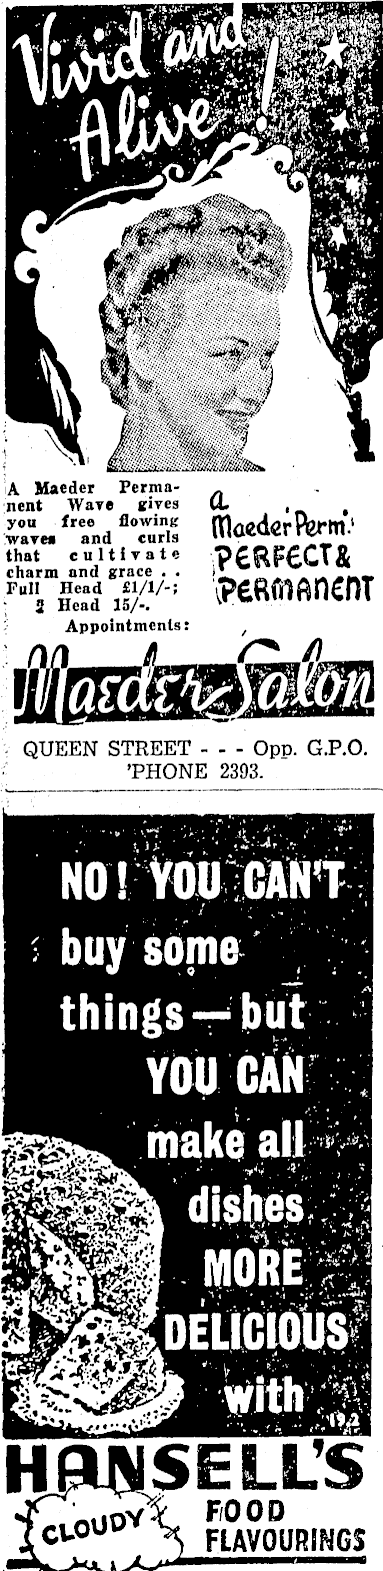 Vivid and
Alive!
A Maeder Perma-
nent Wave gives
you free flowing
waves and curls
that cultivate
charm and grace . .
Full Head £1/1/-;
Head 15/-.
Appointments:
a
Maeder Perm:
PERFECT &
PERMANENT
Maeder Salon
QUEEN STREET - - - Opp. G.P.O.
'PHONE 2393.
NO! YOU CAN'T
buy some
things — but
YOU CAN
make all
dishes
MORE
DELICIOUS
with
HANSELL'S
CLOUDY
FOOD
FLAVOURINGS